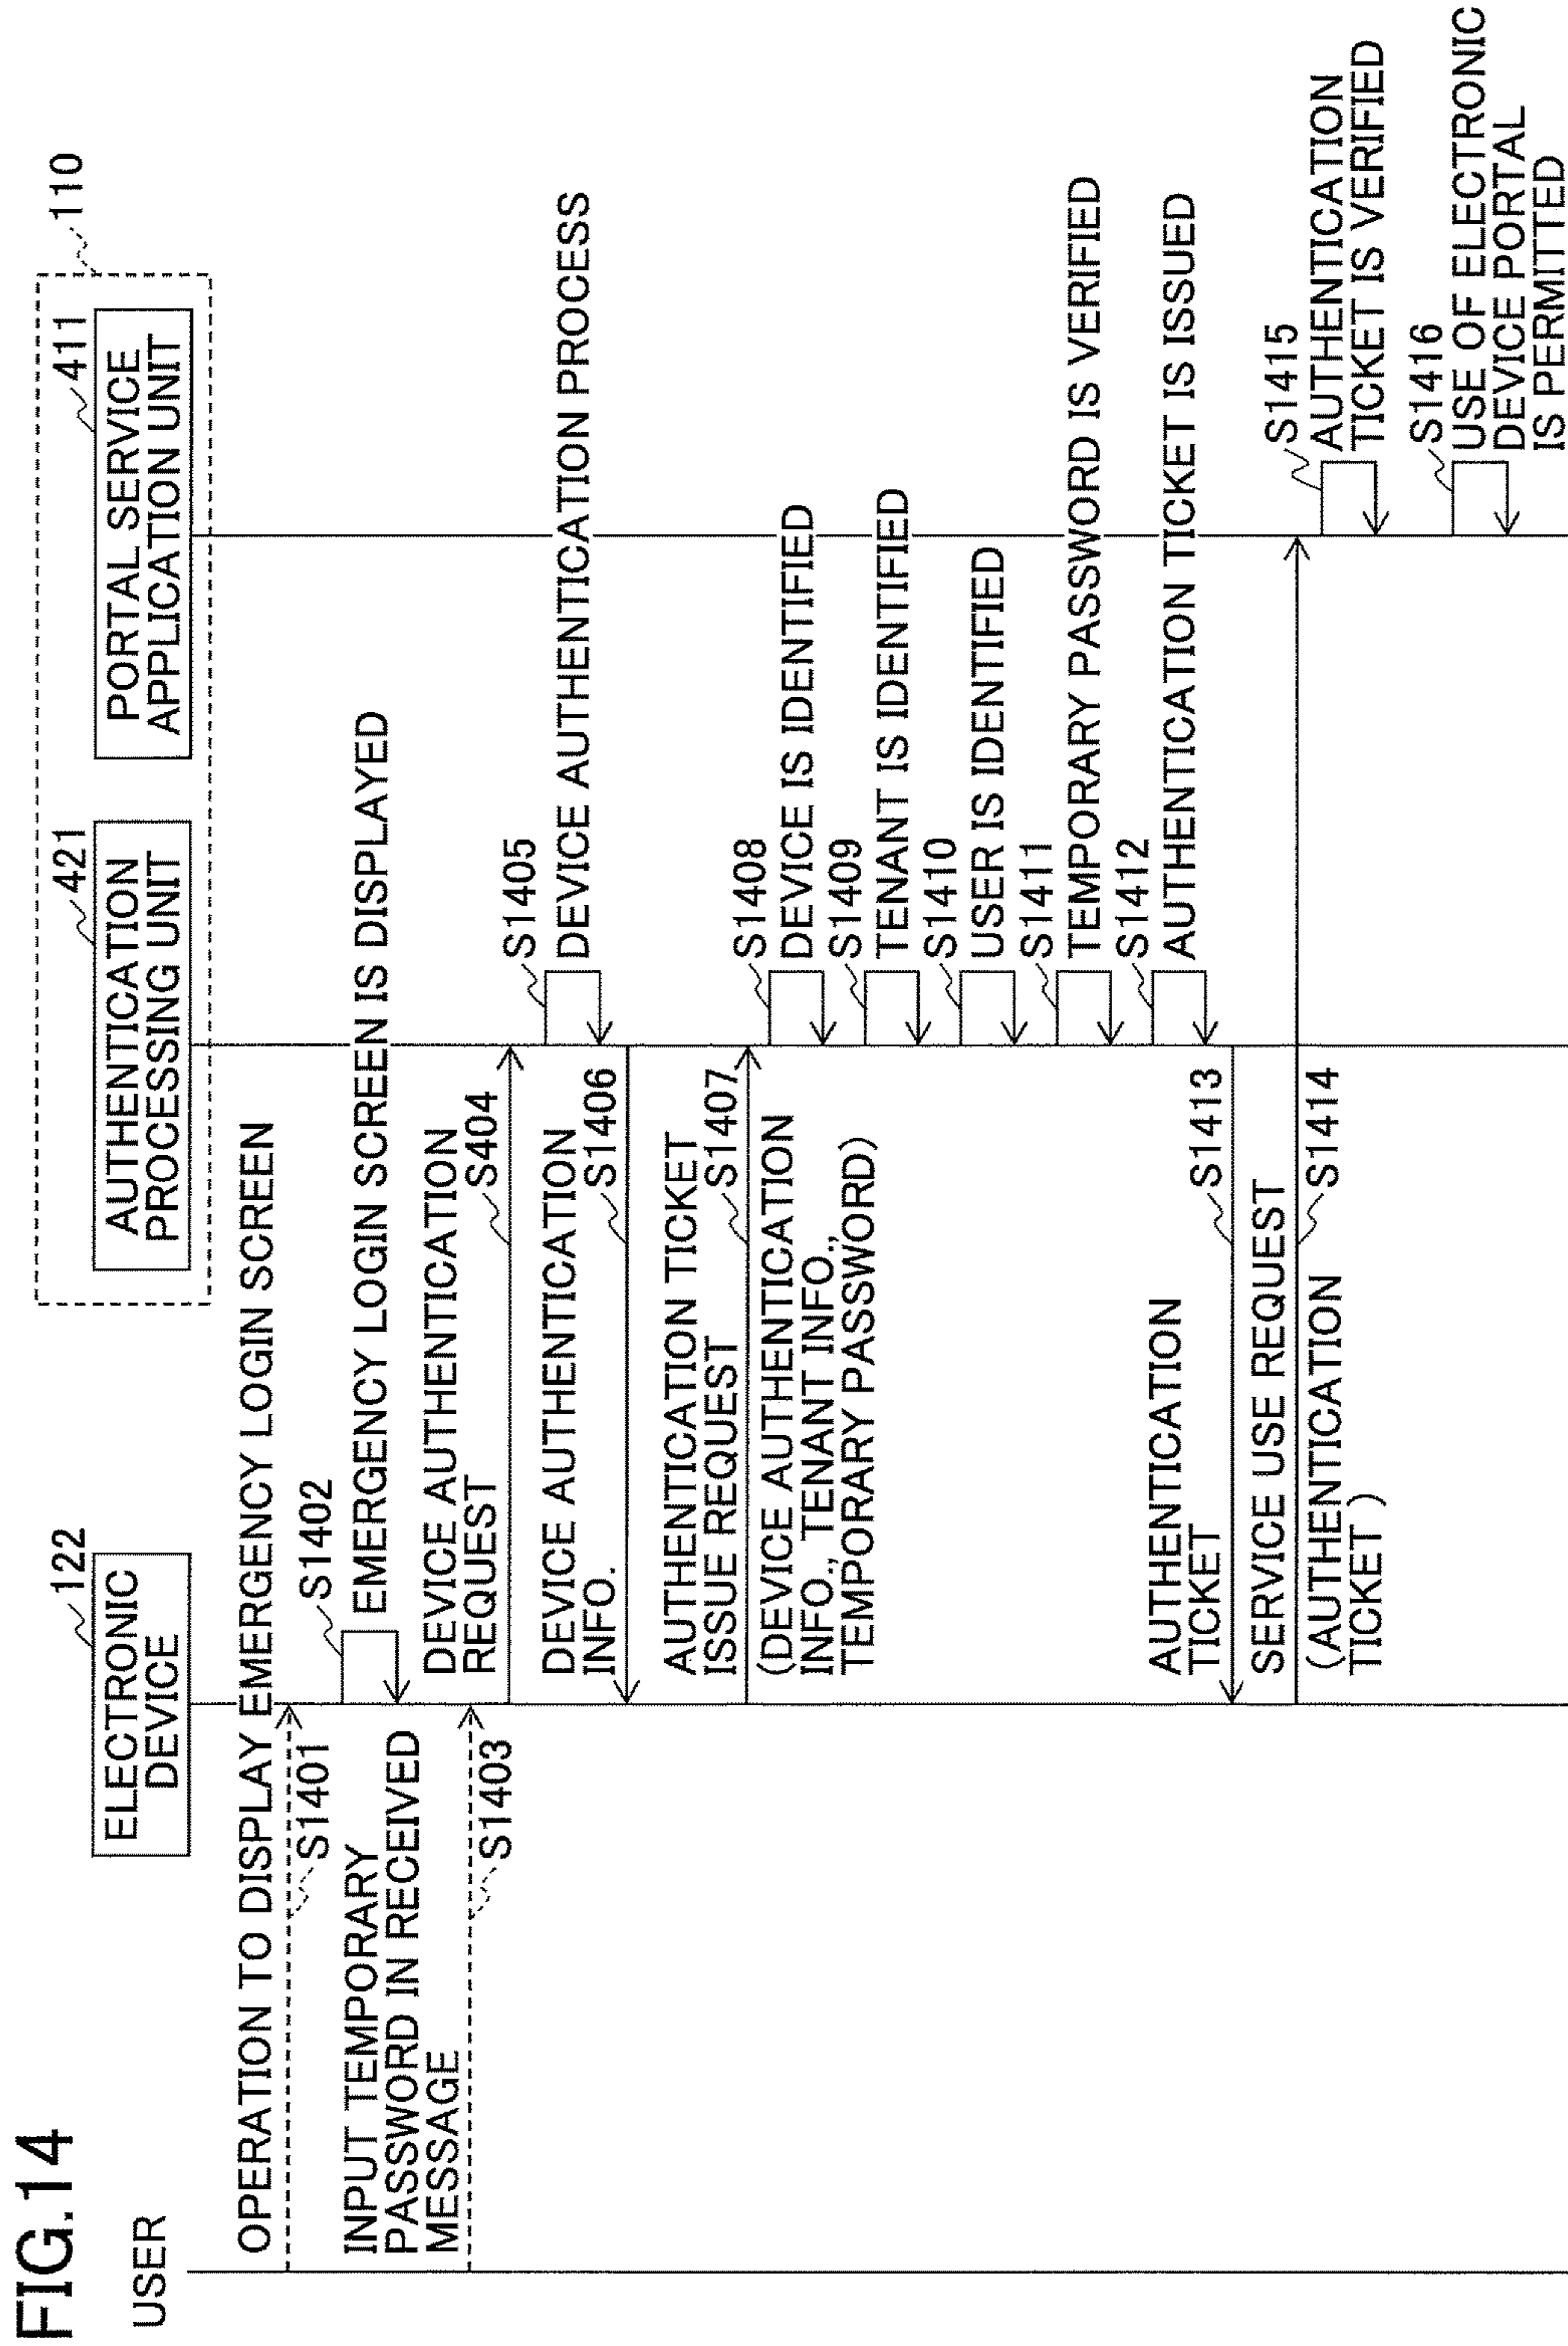 FIG.14
USER
122
ELECTRONIC
DEVICE
421
AUTHENTICATION
PROCESSING UNIT
411
PORTAL SERVICE
APPLICATION UNIT
110
OPERATION TO DISPLAY EMERGENCY LOGIN SCREEN
S1401
S1402
EMERGENCY LOGIN SCREEN IS DISPLAYED
INPUT TEMPORARY
PASSWORD IN RECEIVED
MESSAGE
S1403
DEVICE AUTHENTICATION
REQUEST
S404
S1405
DEVICE AUTHENTICATION PROCESS
DEVICE AUTHENTICATION
INFO.
S1406
AUTHENTICATION TICKET
ISSUE REQUEST
S1407
(DEVICE AUTHENTICATION
INFO., TENANT INFO.,
TEMPORARY PASSWORD)
S1408
DEVICE IS IDENTIFIED
S1409
TENANT IS IDENTIFIED
S1410
USER IS IDENTIFIED
S1411
TEMPORARY PASSWORD IS VERIFIED
S1412
AUTHENTICATION TICKET IS ISSUED
AUTHENTICATION
TICKET
S1413
SERVICE USE REQUEST
S1414
(AUTHENTICATION
TICKET )
S1415
AUTHENTICATION
TICKET IS VERIFIED
S1416
USE OF ELECTRONIC
DEVICE PORTAL
IS PERMITTED